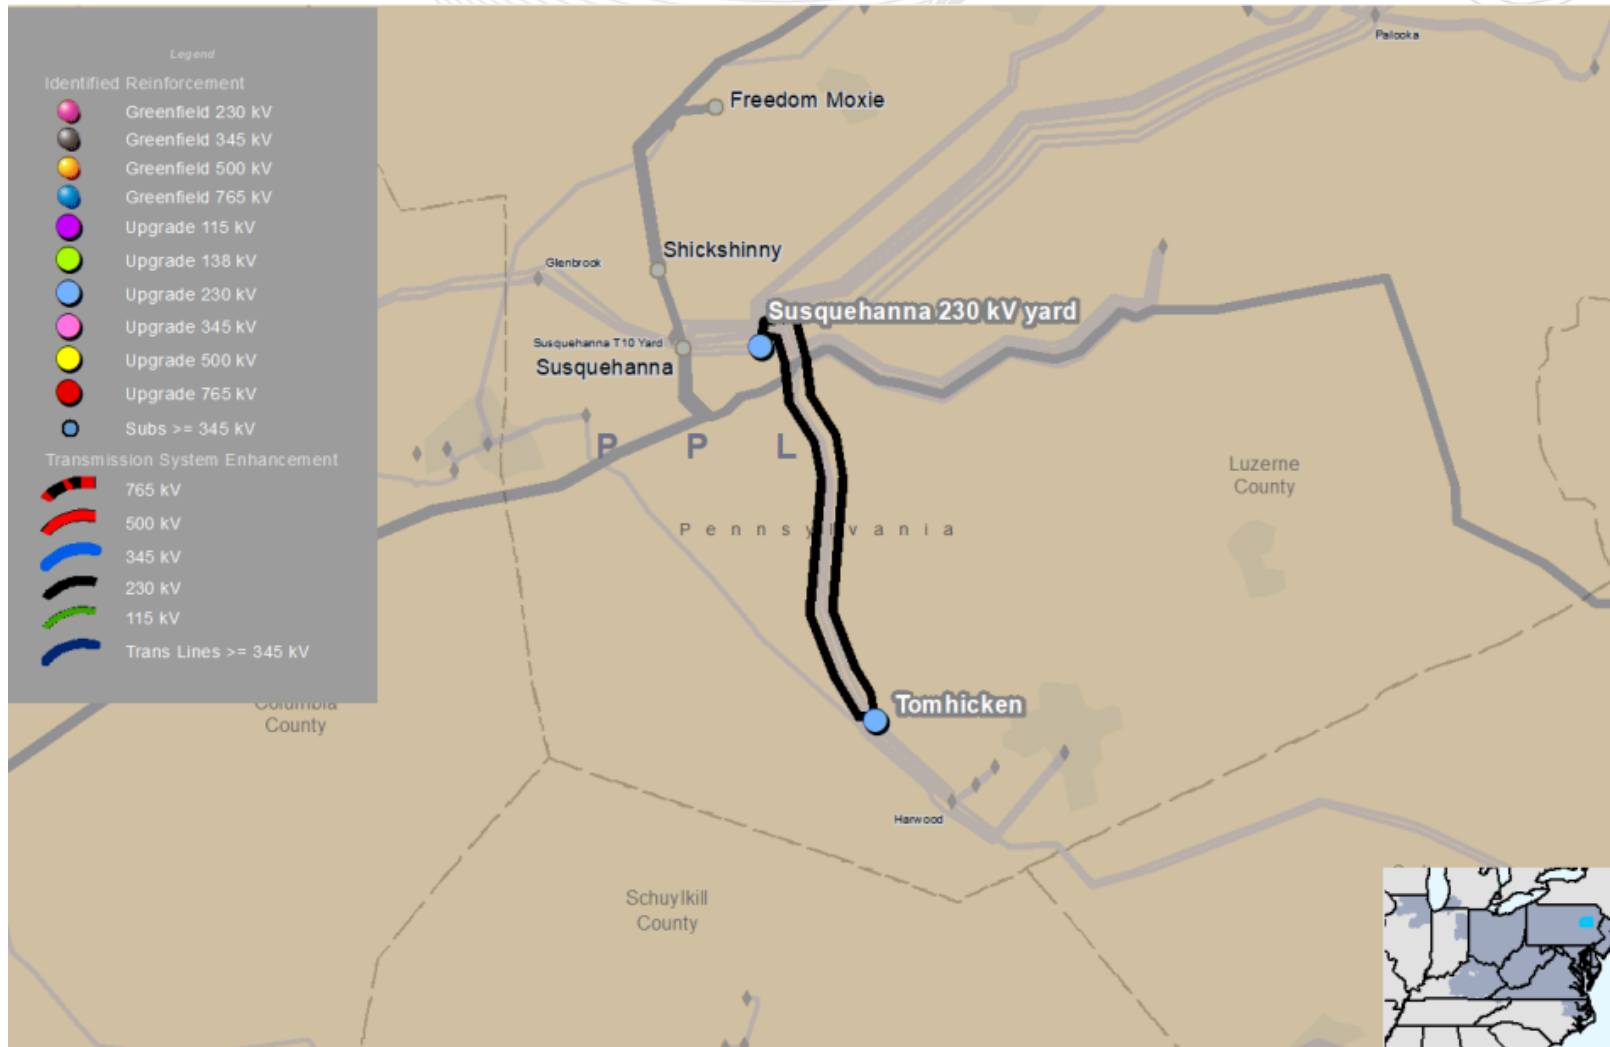 Legend
Identified Reinforcement
Greenfield 230 kV
Greenfield 345 kV
Greenfield 500 kV
Greenfield 765 kV
Upgrade 115 kV
Upgrade 138 kV
Upgrade 230 kV
Upgrade 345 kV
Upgrade 500 kV
Upgrade 765 kV
Subs >= 345 kV
Transmission System Enhancement
765 kV
500 kV
345 kV
230 kV
115 kV
Trans Lines >= 345 kV
Palooka
Freedom Moxie
Shickshinny
Glenbrook
Susquehanna 230 kV yard
Susquehanna T10 Yard
Susquehanna
P P L
Luzerne
County
Pennsylvania
Tomhicken
Columbia
County
Harwood
Schuylkill
County